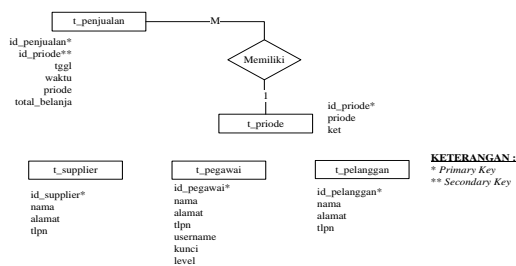 t_penjualan
M
id_penjualan*
id_priode**
tggl
waktu
priode
total_belanja
Memiliki
1
t_priode
id_priode*
priode
ket
t_supplier
id_supplier*
nama
alamat
tlpn
t_pegawai
id_pegawai*
nama
alamat
tlpn
username
kunci
level
t_pelanggan
id_pelanggan*
nama
alamat
tlpn
KETERANGAN :
* Primary Key
** Secondary Key